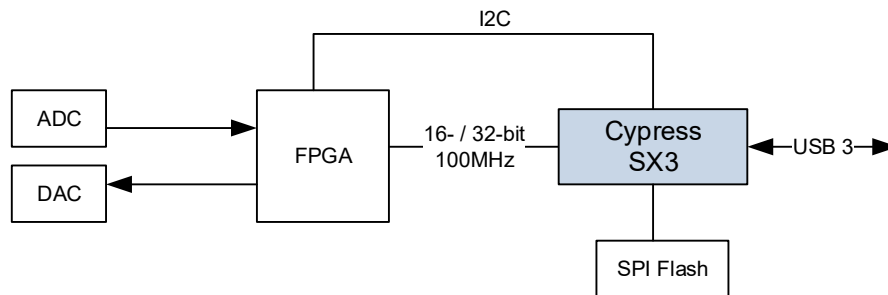 I2C
ADC
DAC
FPGA
16- / 32-bit
100MHz
Cypress
SX3
USB 3
SPI Flash